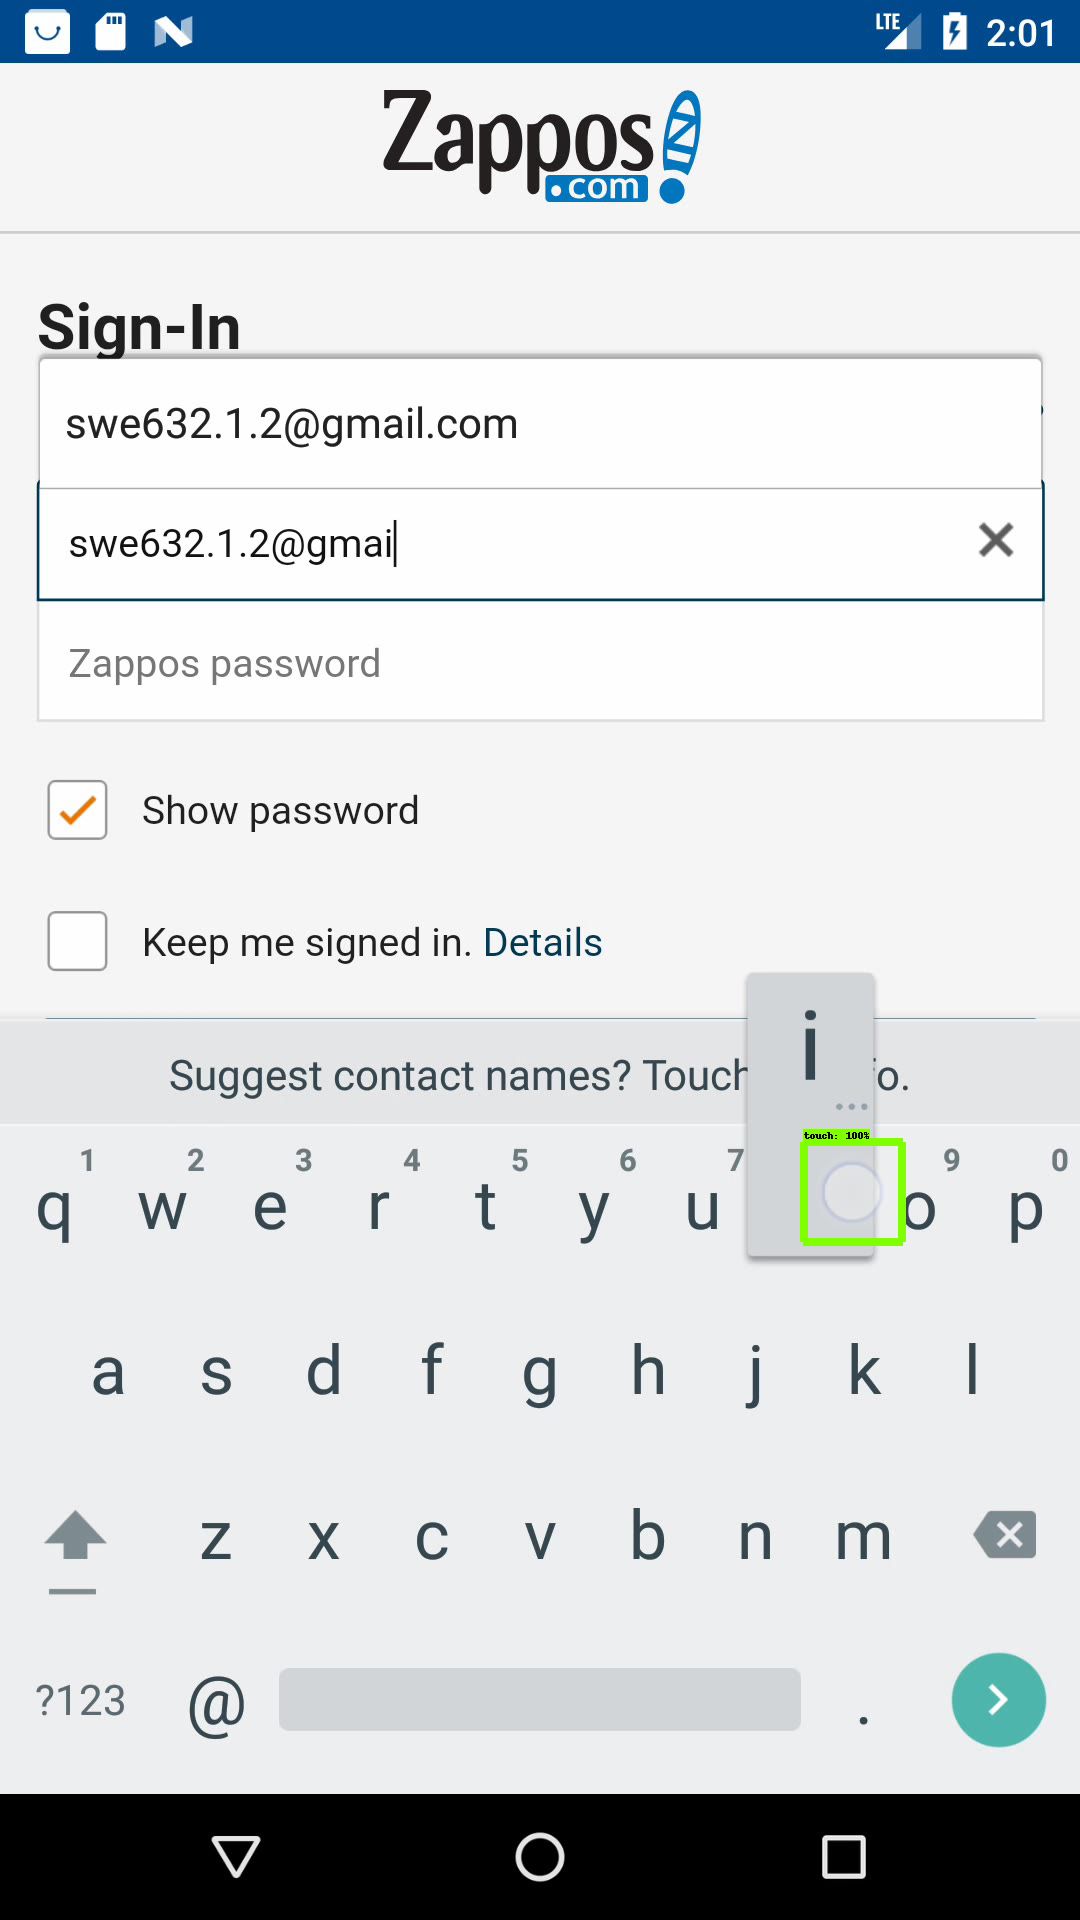 LTE 2:01
Zappos
.com
Sign-In
swe632.1.2@gmail.com
swe632.1.2@gmai
Zappos password
Show password
Keep me signed in. Details
i
Suggest contact names? Touch fo.
...
touch: 100%
1 2 3 4 5 6 7 9 0
q w e r t y u o p
a s d f g h j k l
z x c v b n m
?123 @ .